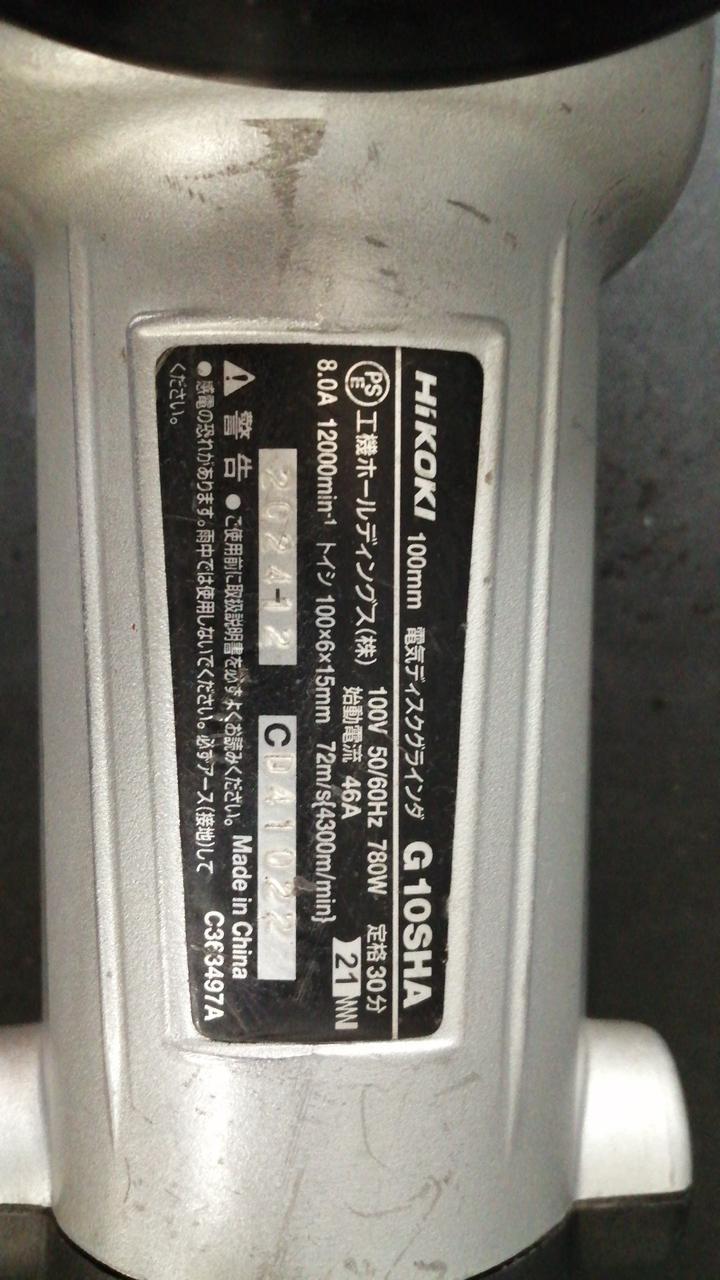 HiKOKI 100mm 電気ディスクグラインダ G10SHA
PSE 工機ホールディングス(株) 100V 50/60Hz 780W 定格30分
始動電流 46A
8.0A 12000min⁻¹ トイシ 100×6×15mm 72m/s{4300m/min} 21
2024-12 CD41022
警告 ●ご使用前に取扱説明書を必ずよくお読みください。 Made in China
●感電の恐れがあります。雨中では使用しないでください。必ずアース(接地)して C363497A
ください。